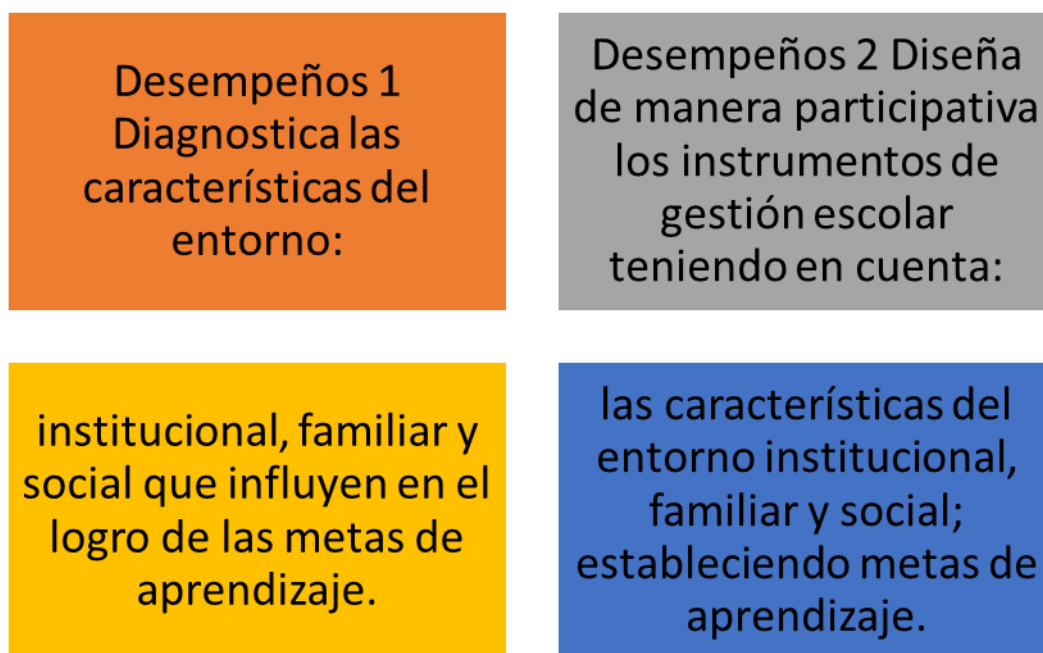 Desempeños 1
Diagnostica las
características del
entorno:
Desempeños 2 Diseña
de manera participativa
los instrumentos de
gestión escolar
teniendo en cuenta:
institucional, familiar y
social que influyen en el
logro de las metas de
aprendizaje.
las características del
entorno institucional,
familiar y social;
estableciendo metas de
aprendizaje.